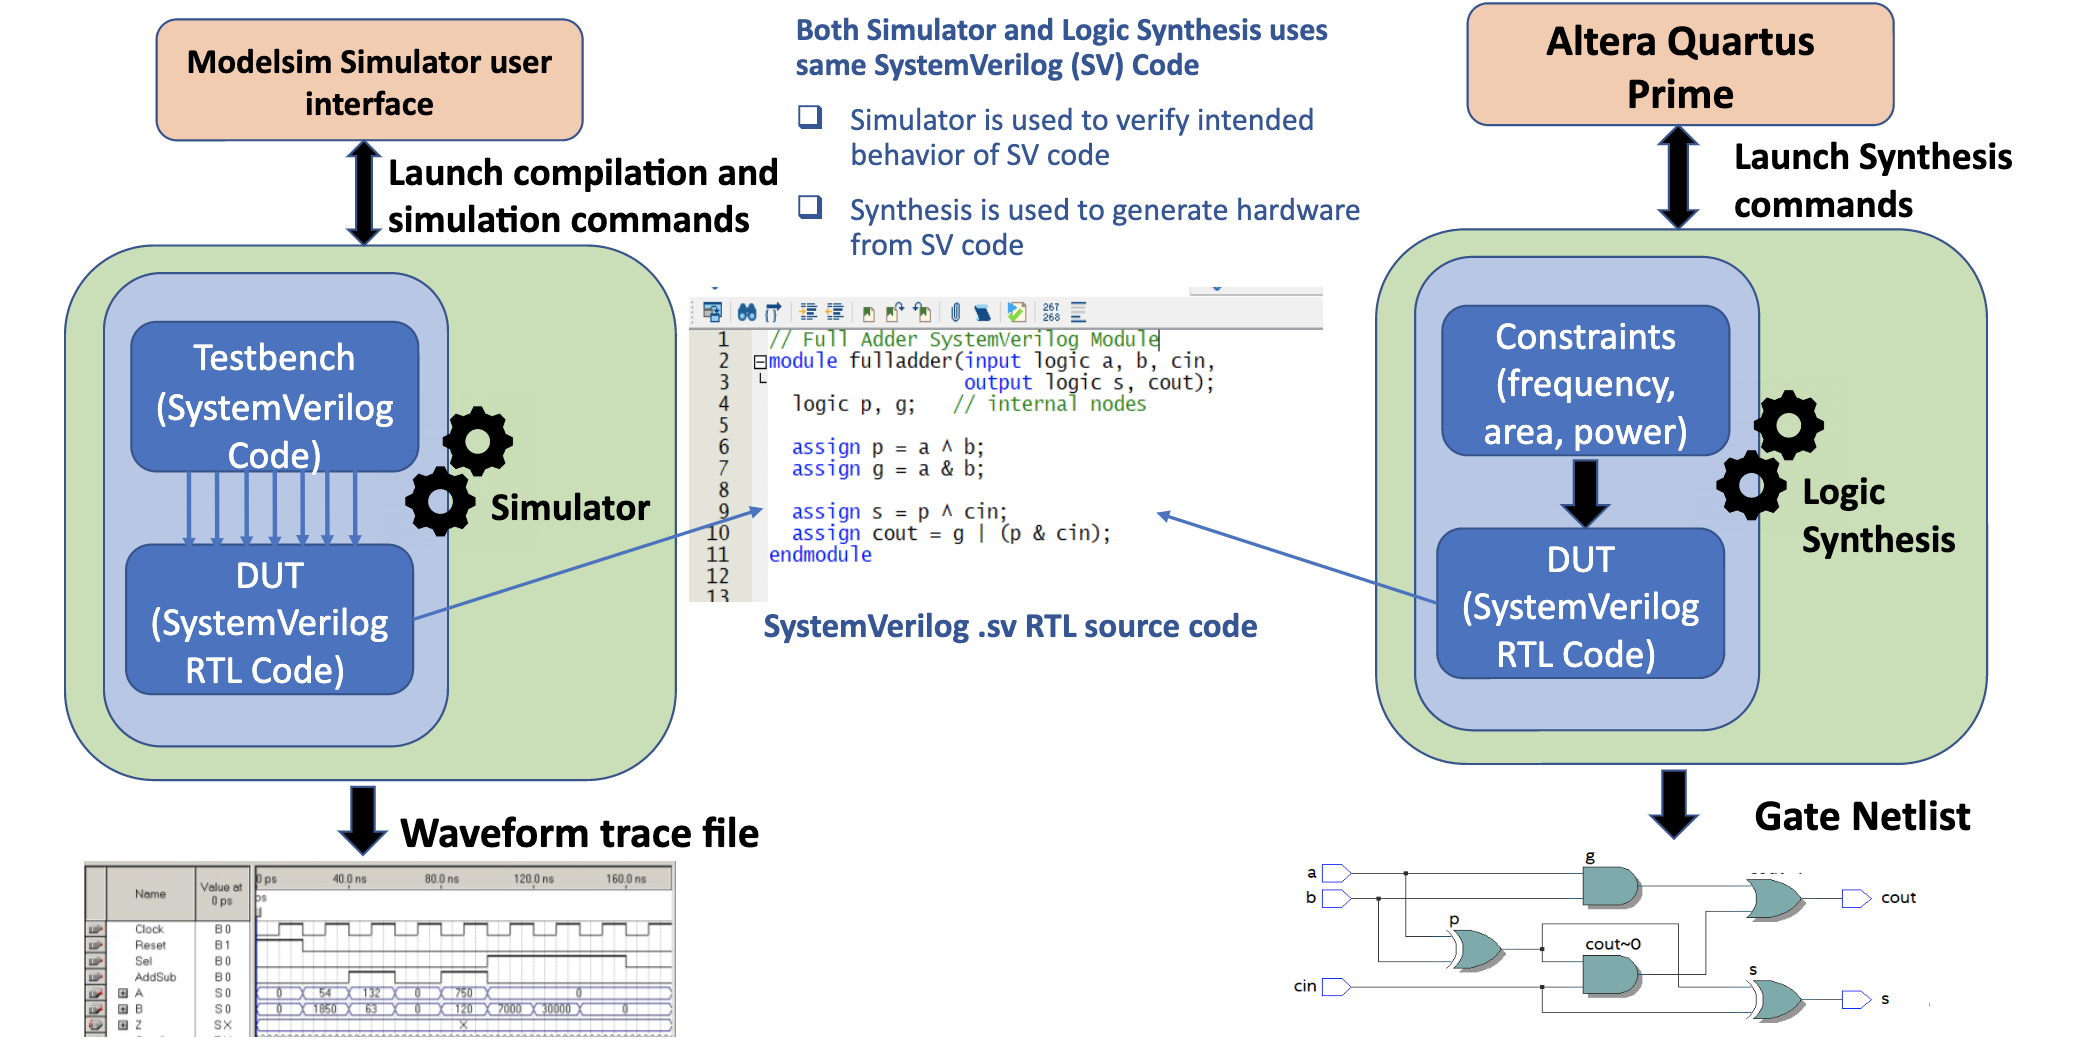 Modelsim Simulator user
interface
Both Simulator and Logic Synthesis uses
same SystemVerilog (SV) Code
❑ Simulator is used to verify intended
behavior of SV code
❑ Synthesis is used to generate hardware
from SV code
Altera Quartus
Prime
Launch compilation and
simulation commands
Launch Synthesis
commands
Testbench
(SystemVerilog
Code)
Simulator
DUT
(SystemVerilog
RTL Code)
267
268
1 // Full Adder SystemVerilog Module
2 module fulladder(input logic a, b, cin,
3 output logic s, cout);
4 logic p, g; // internal nodes
5
6 assign p = a ^ b;
7 assign g = a & b;
8
9 assign s = p ^ cin;
10 assign cout = g | (p & cin);
11 endmodule
12
13
SystemVerilog .sv RTL source code
Constraints
(frequency,
area, power)
Logic
Synthesis
DUT
(SystemVerilog
RTL Code)
Waveform trace file
Name Value at
0 ps
0 ps 40.0 ns 80.0 ns 120.0 ns 160.0 ns
ps
Clock B 0
Reset B 1
Sel B 0
AddSub B 0
A S 0 0 54 132 0 750 0
B S 0 0 1850 63 0 120 7000 30000 0
Z S X X
Gate Netlist
a
b
cin
g
p
cout~0
s
cout
s